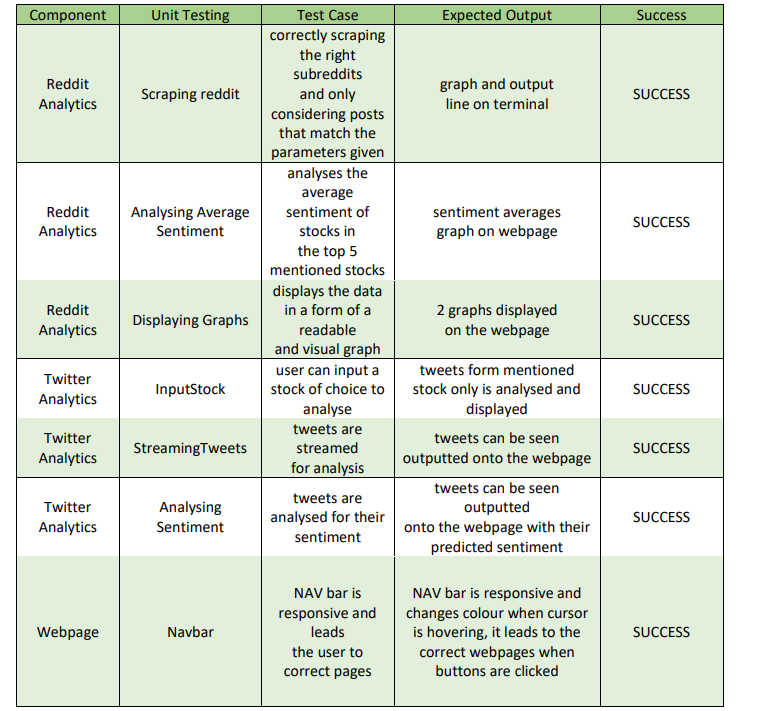 Component Unit Testing Test Case Expected Output Success
Reddit
Analytics
Scraping reddit
correctly scraping
the right
subreddits
and only
considering posts
that match the
parameters given
graph and output
line on terminal
SUCCESS
Reddit
Analytics
Analysing Average
Sentiment
analyses the
average
sentiment of
stocks in
the top 5
mentioned stocks
sentiment averages
graph on webpage
SUCCESS
Reddit
Analytics
Displaying Graphs
displays the data
in a form of a
readable
and visual graph
2 graphs displayed
on the webpage
SUCCESS
Twitter
Analytics
InputStock
user can input a
stock of choice to
analyse
tweets form mentioned
stock only is analysed and
displayed
SUCCESS
Twitter
Analytics
StreamingTweets
tweets are
streamed
for analysis
tweets can be seen
outputted onto the webpage
SUCCESS
Twitter
Analytics
Analysing
Sentiment
tweets are
analysed for their
sentiment
tweets can be seen
outputted
onto the webpage with their
predicted sentiment
SUCCESS
Webpage
Navbar
NAV bar is
responsive and
leads
the user to
correct pages
NAV bar is responsive and
changes colour when cursor
is hovering, it leads to the
correct webpages when
buttons are clicked
SUCCESS